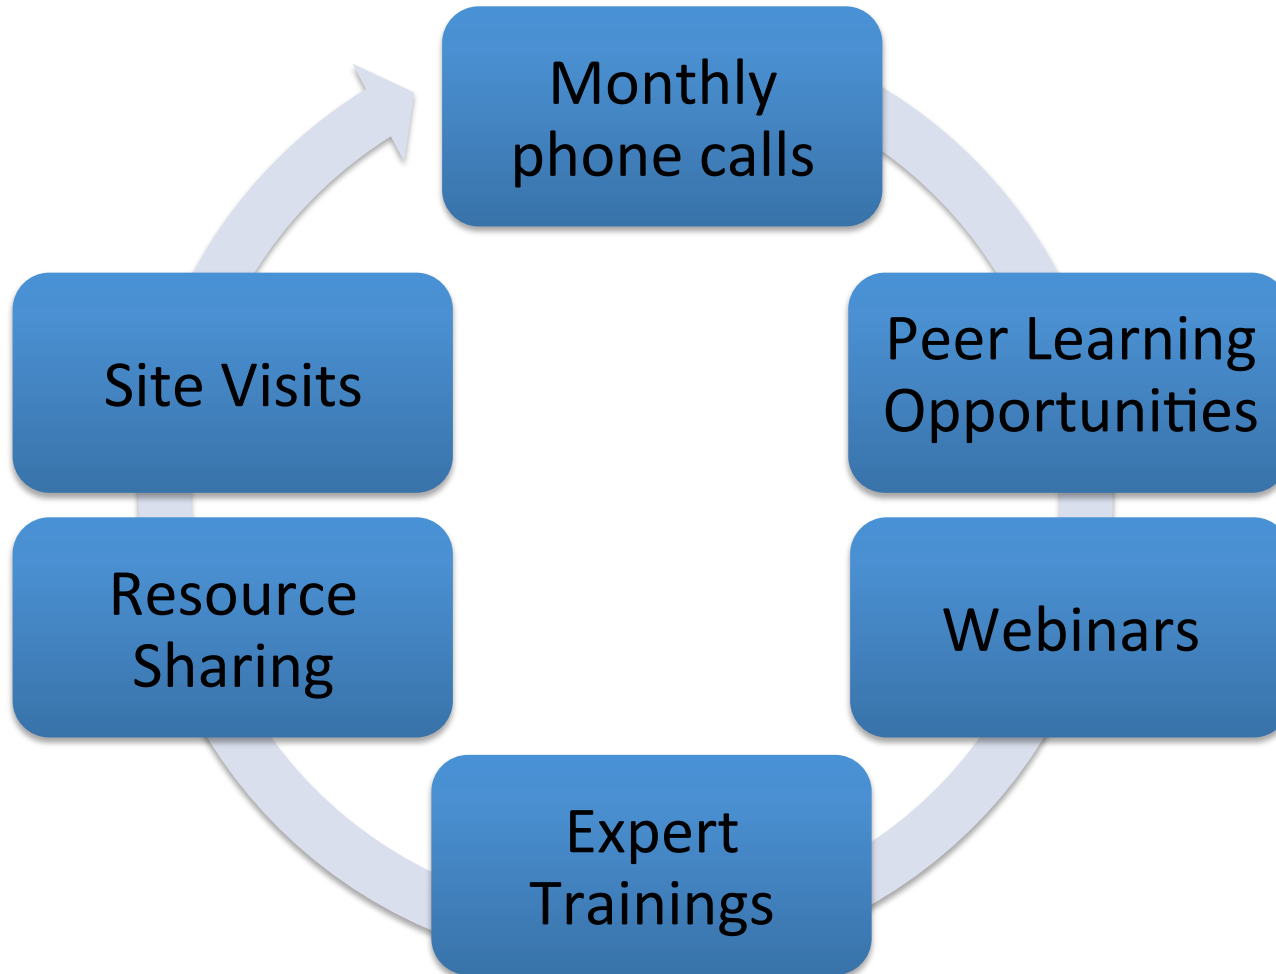 Monthly
phone calls
Peer Learning
Opportunities
Webinars
Expert
Trainings
Resource
Sharing
Site Visits